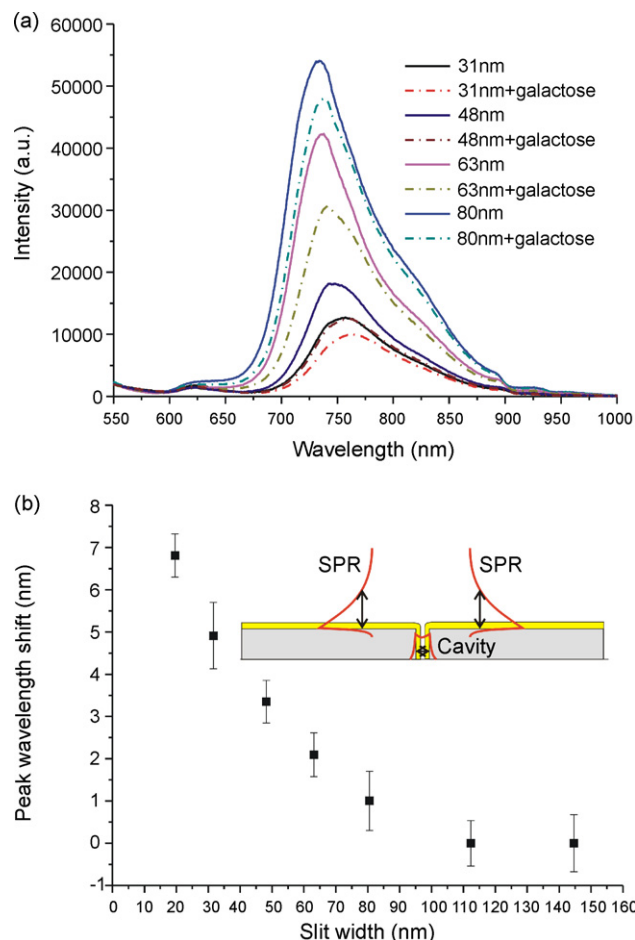 (a)
60000
50000
40000
30000
20000
10000
0
Intensity (a.u.)
31nm
31nm+galactose
48nm
48nm+galactose
63nm
63nm+galactose
80nm
80nm+galactose
550 600 650 700 750 800 850 900 950 1000
Wavelength (nm)
(b)
8
7
6
5
4
3
2
1
0
-1
Peak wavelength shift (nm)
SPR SPR
Cavity
0 10 20 30 40 50 60 70 80 90 100 110 120 130 140 150 160
Slit width (nm)